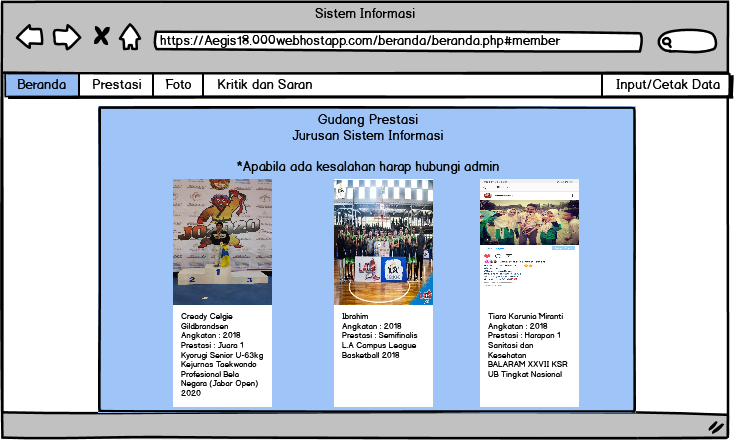 Sistem Informasi
https://Aegis18.000webhostapp.com/beranda/beranda.php#member
Beranda
Prestasi
Foto
Kritik dan Saran
Input/Cetak Data
Gudang Prestasi
Jurusan Sistem Informasi
*Apabila ada kesalahan harap hubungi admin
2 1 3
Cready Celgie
Gildbrandsen
Angkatan : 2018
Prestasi : Juara 1
Kyorugi Senior U-63kg
Kejurnas Taekwondo
Profesional Bela
Negara (Jabar Open)
2020
Ibrahim
Angkatan : 2018
Prestasi : Semifinalis
L.A Campus League
Basketball 2018
Tiara Karunia Miranti
Angkatan : 2018
Prestasi : Harapan 1
Sanitasi dan
Kesehatan
BALARAM XXVII KSR
UB Tingkat Nasional